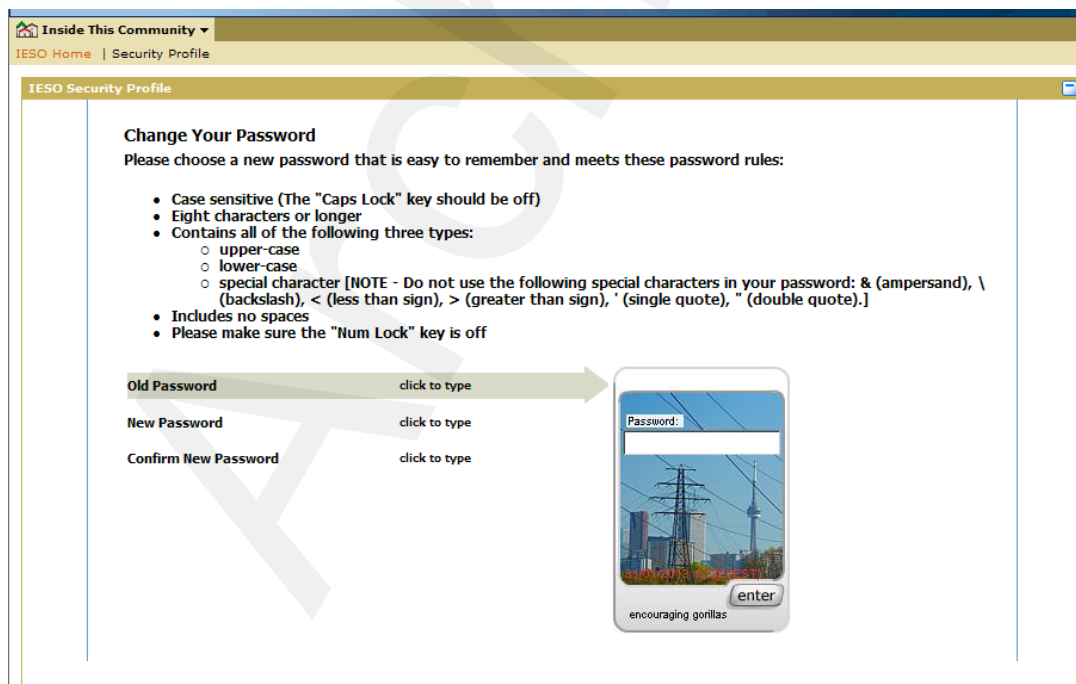 Inside This Community
IESO Home | Security Profile
IESO Security Profile
Change Your Password
Please choose a new password that is easy to remember and meets these password rules:
• Case sensitive (The "Caps Lock" key should be off)
• Eight characters or longer
• Contains all of the following three types:
o upper-case
o lower-case
o special character [NOTE - Do not use the following special characters in your password: & (ampersand), \
(backslash), < (less than sign), > (greater than sign), ' (single quote), " (double quote).]
• Includes no spaces
• Please make sure the "Num Lock" key is off
Old Password click to type
New Password click to type
Confirm New Password click to type
Password:
enter
encouraging gorillas